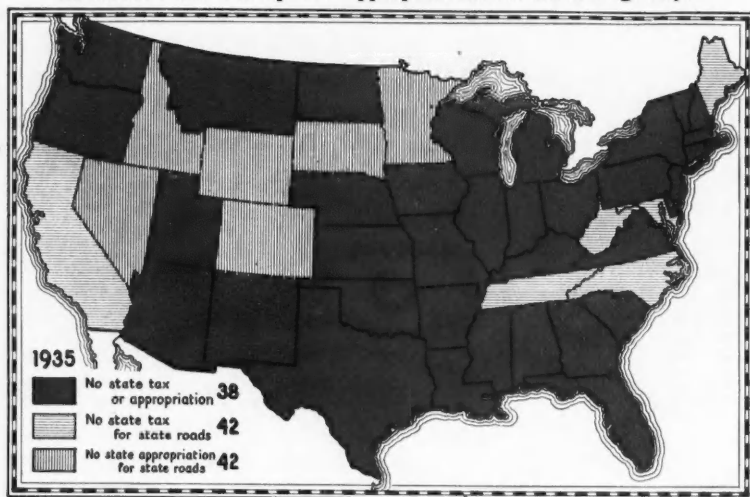 1935
No state tax
or appropriation 38
No state tax
for state roads 42
No state appropriation
for state roads 42